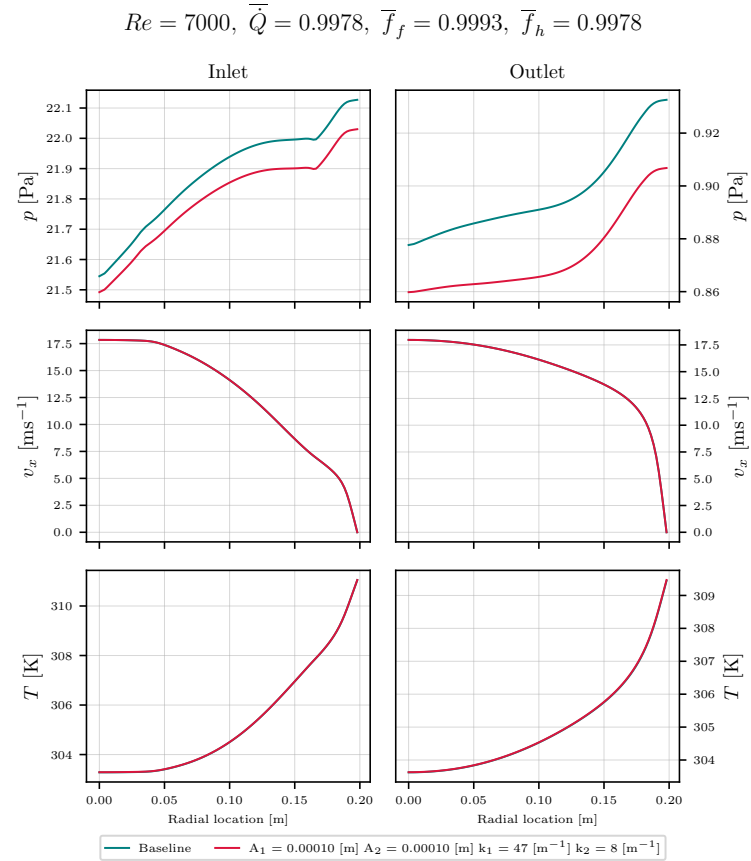 Re = 7000, Q̇̅ = 0.9978, f̅_f = 0.9993, f̅_h = 0.9978
Inlet
Outlet
22.1
22.0
21.9
21.8
21.7
21.6
21.5
p [Pa]
0.92
0.90
0.88
0.86
p [Pa]
17.5
15.0
12.5
10.0
7.5
5.0
2.5
0.0
v_x [ms⁻¹]
17.5
15.0
12.5
10.0
7.5
5.0
2.5
0.0
v_x [ms⁻¹]
310
308
306
304
T [K]
309
308
307
306
305
304
T [K]
0.00 0.05 0.10 0.15 0.20
Radial location [m]
0.00 0.05 0.10 0.15 0.20
Radial location [m]
Baseline
A₁ = 0.00010 [m] A₂ = 0.00010 [m] k₁ = 47 [m⁻¹] k₂ = 8 [m⁻¹]